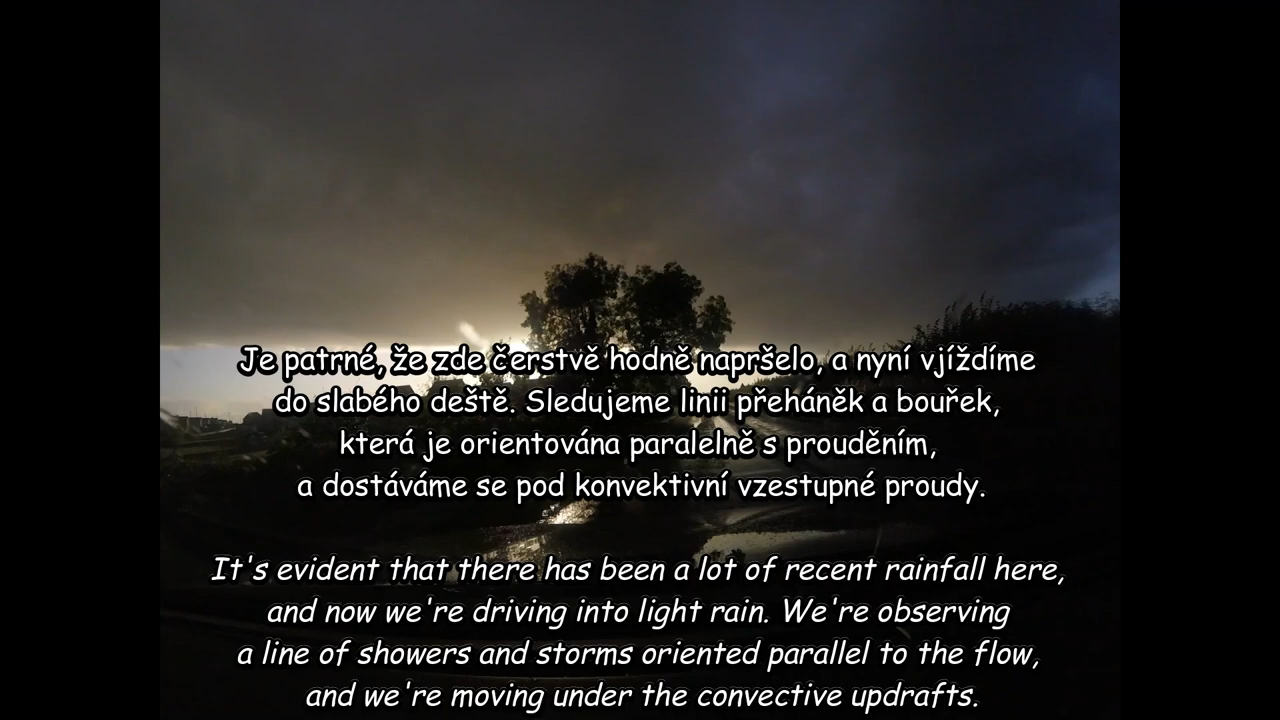 Je patrné, že zde čerstvě hodně napršelo, a nyní vjíždíme
do slabého deště. Sledujeme linii přeháněk a bouřek,
která je orientována paralelně s prouděním,
a dostáváme se pod konvektivní vzestupné proudy.
It's evident that there has been a lot of recent rainfall here,
and now we're driving into light rain. We're observing
a line of showers and storms oriented parallel to the flow,
and we're moving under the convective updrafts.